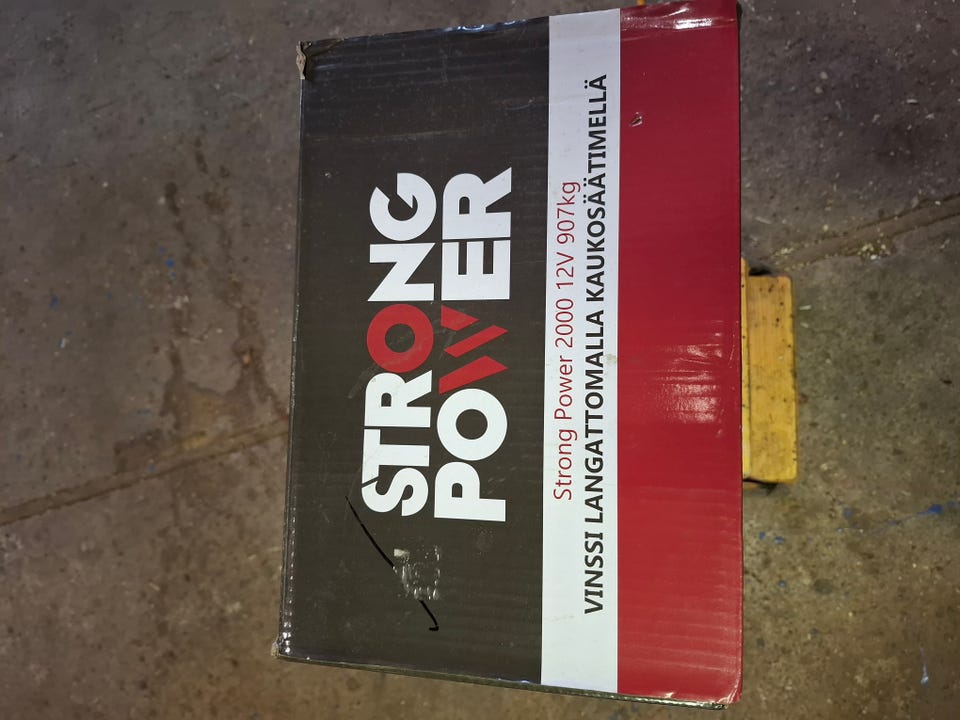 STRONG
POWER
Strong Power 2000 12V 907kg
VINSSI LANGATTOMALLA KAUKOSÄÄTIMELLÄ